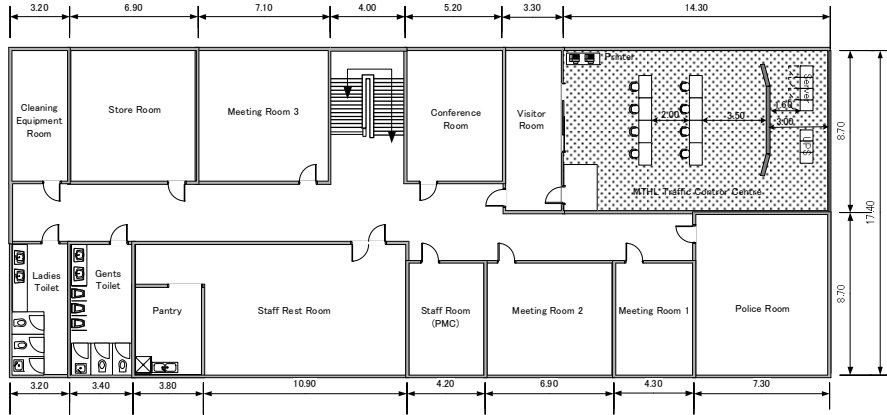 3.20
6.90
7.10
4.00
5.20
3.30
14.30
Printer
Server
Cleaning
Equipment
Room
Store Room
Meeting Room 3
Conference
Room
Visitor
Room
2.00
3.50
1.60
3.00
UPS
8.70
MTHL Traffic Contror Centre
17.40
Ladies
Toilet
Gents
Toilet
Pantry
Staff Rest Room
Staff Room
(PMC)
Meeting Room 2
Meeting Room 1
Police Room
8.70
3.20
3.40
3.80
10.90
4.20
6.90
4.30
7.30